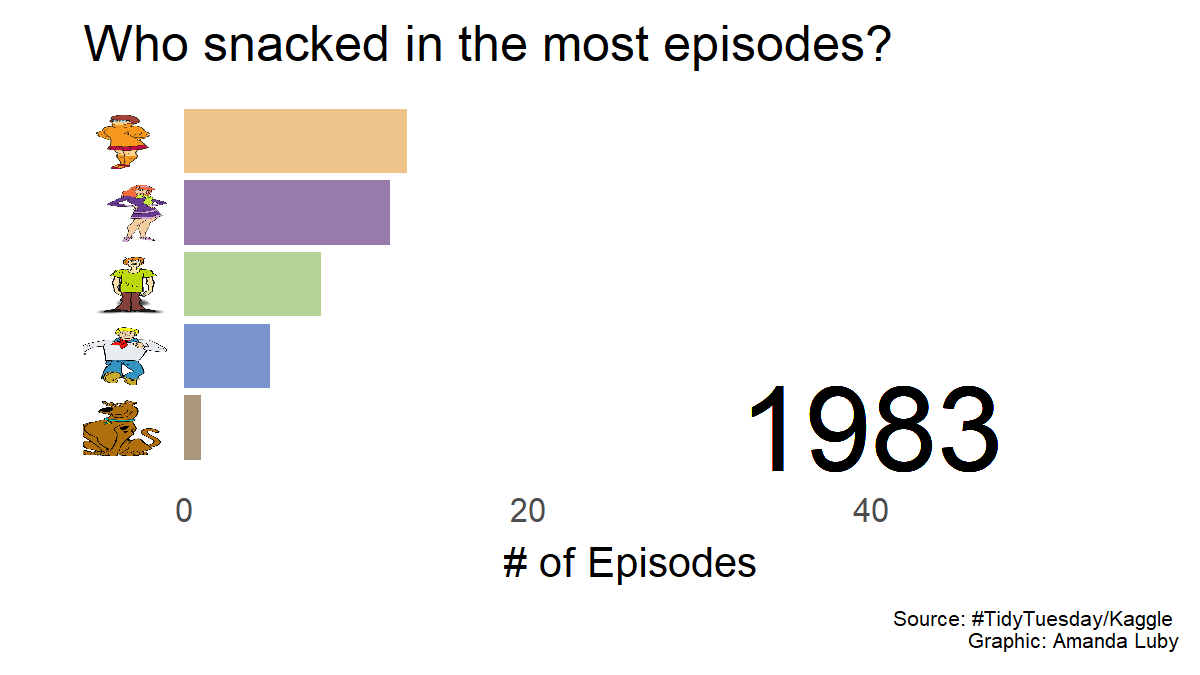 Who snacked in the most episodes?
1983
0 20 40
# of Episodes
Source: #TidyTuesday/Kaggle
Graphic: Amanda Luby